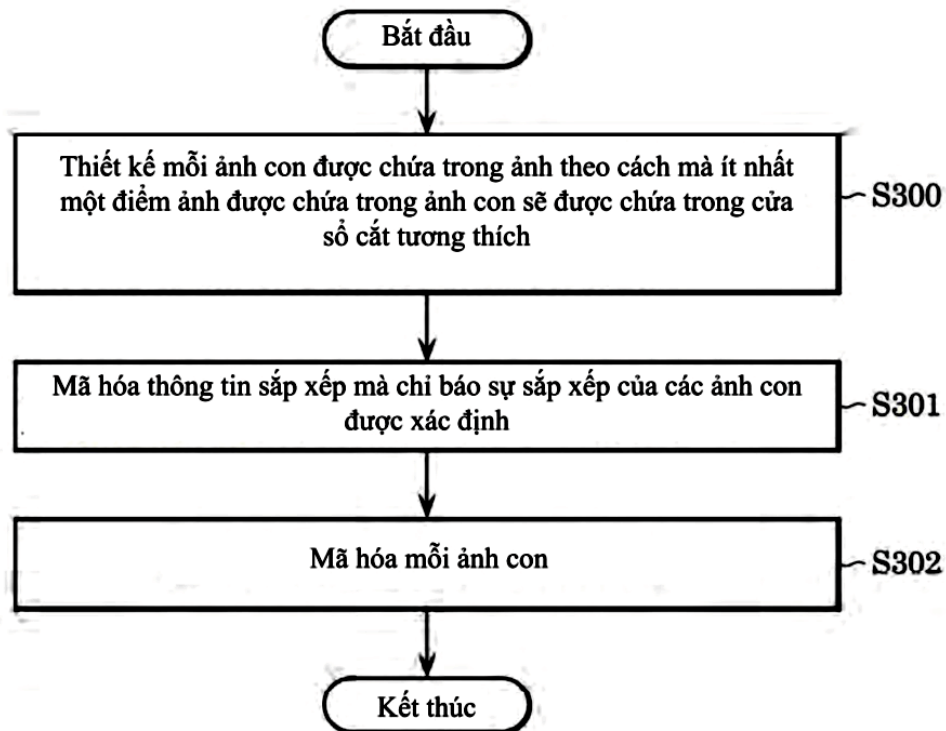 Bắt đầu
Thiết kế mỗi ảnh con được chứa trong ảnh theo cách mà ít nhất
một điểm ảnh được chứa trong ảnh con sẽ được chứa trong cửa
sổ cắt tương thích
S300
Mã hóa thông tin sắp xếp mà chỉ báo sự sắp xếp của các ảnh con
được xác định
S301
Mã hóa mỗi ảnh con
S302
Kết thúc